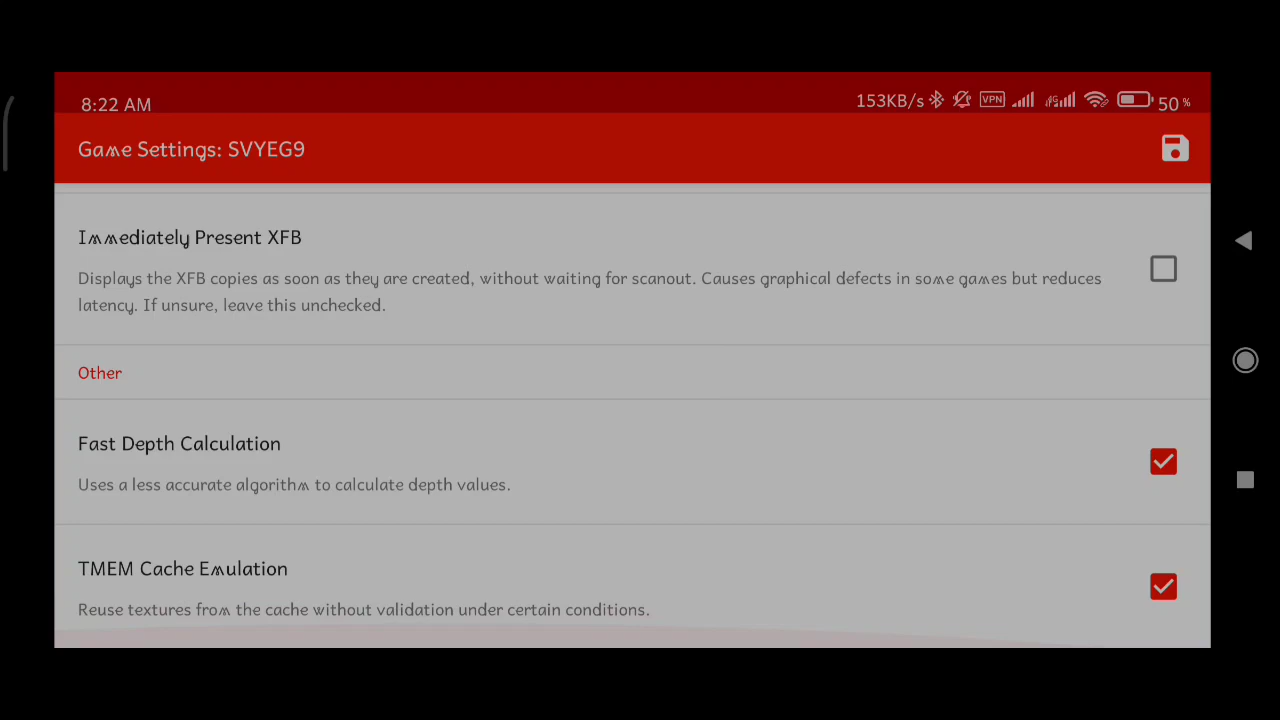 8:22 AM
153KB/s VPN 4G 50 %
Game Settings: SVYEG9
Immediately Present XFB
Displays the XFB copies as soon as they are created, without waiting for scanout. Causes graphical defects in some games but reduces
latency. If unsure, leave this unchecked.
Other
Fast Depth Calculation
Uses a less accurate algorithm to calculate depth values.
TMEM Cache Emulation
Reuse textures from the cache without validation under certain conditions.